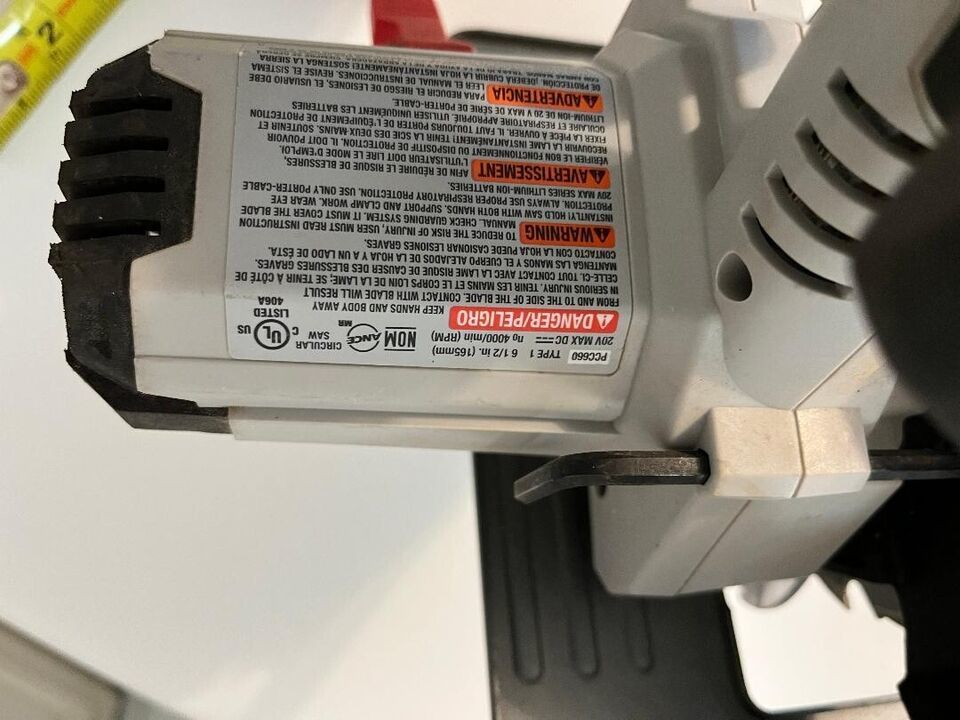 PCC660 TYPE 1 6 1/2 in. (165mm)
20V MAX DC n0 4000/min (RPM)
NOM
ANCE
MR
CIRCULAR
SAW
C UL US
LISTED
406A
DANGER/PELIGRO KEEP HANDS AND BODY AWAY
FROM AND TO THE SIDE OF THE BLADE. CONTACT WITH BLADE WILL RESULT
IN SERIOUS INJURY. TENIR LES MAINS ET LE CORPS LOIN DE LA LAME; SE TENIR À CÔTÉ DE
CELLE-CI. TOUT CONTACT AVEC LA LAME RISQUE DE CAUSER DES BLESSURES GRAVES.
MANTENGA LAS MANOS Y EL CUERPO ALEJADOS DE LA HOJA Y A UN LADO DE ÉSTA.
CONTACTO CON LA HOJA PUEDE CASIONAR LESIONES GRAVES.
WARNING TO REDUCE THE RISK OF INJURY, USER MUST READ INSTRUCTION
MANUAL. CHECK GUARDING SYSTEM. IT MUST COVER THE BLADE
INSTANTLY! HOLD SAW WITH BOTH HANDS. SUPPORT AND CLAMP WORK. WEAR EYE
PROTECTION. ALWAYS USE PROPER RESPIRATORY PROTECTION. USE ONLY PORTER-CABLE
20V MAX SERIES LITHIUM-ION BATTERIES.
AVERTISSEMENT AFIN DE RÉDUIRE LE RISQUE DE BLESSURES,
L'UTILISATEUR DOIT LIRE LE MODE D'EMPLOI.
VÉRIFIER LE BON FONCTIONNEMENT DU DISPOSITIF DE PROTECTION. IL DOIT POUVOIR
RECOUVRIR LA LAME INSTANTANÉMENT! TENIR LA SCIE DES DEUX MAINS. SOUTENIR ET
FIXER LA PIÈCE À OUVRER. IL FAUT TOUJOURS PORTER DE L'ÉQUIPEMENT DE PROTECTION
OCULAIRE ET RESPIRATOIRE APPROPRIÉ. UTILISER UNIQUEMENT LES BATTERIES
LITHIUM-ION DE 20 V MAX DE SÉRIE DE PORTER-CABLE.
ADVERTENCIA PARA REDUCIR EL RIESGO DE LESIONES, EL USUARIO DEBE
LEER EL MANUAL DE INSTRUCCIONES. REVISE EL SISTEMA
DE PROTECCIÓN. ¡DEBERÁ CUBRIR LA HOJA INSTANTÁNEAMENTE! SOSTENGA LA SIERRA
CON AMBAS MANOS.
2
3